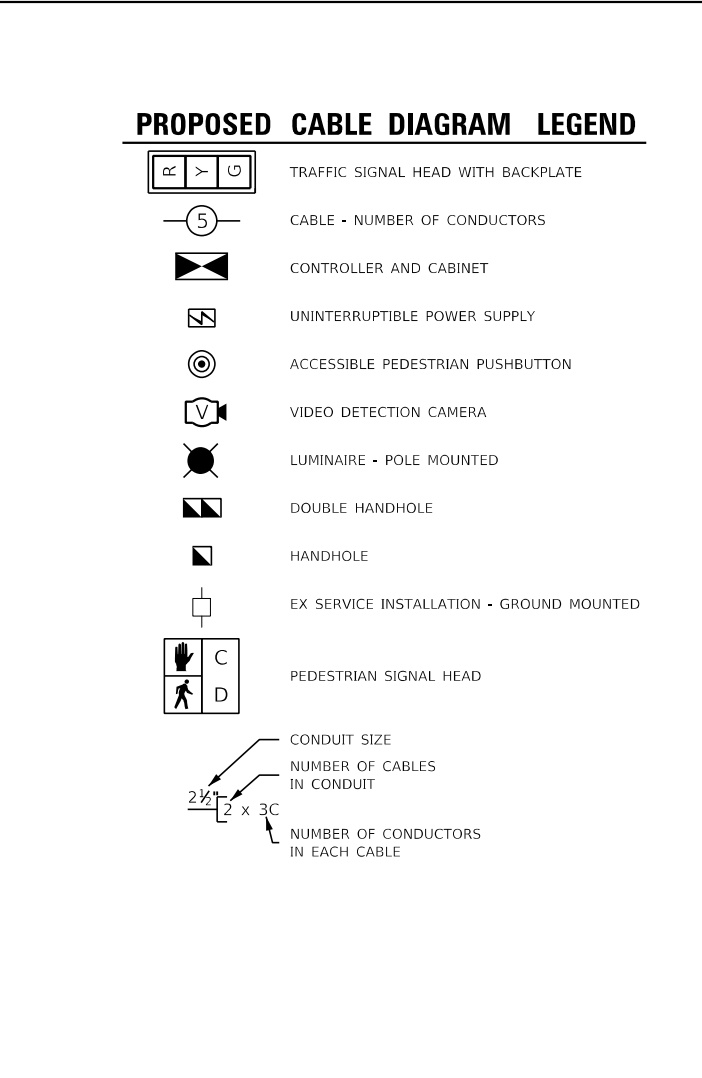 PROPOSED CABLE DIAGRAM LEGEND
R Y G TRAFFIC SIGNAL HEAD WITH BACKPLATE
5 CABLE - NUMBER OF CONDUCTORS
CONTROLLER AND CABINET
UNINTERRUPTIBLE POWER SUPPLY
ACCESSIBLE PEDESTRIAN PUSHBUTTON
V VIDEO DETECTION CAMERA
LUMINAIRE - POLE MOUNTED
DOUBLE HANDHOLE
HANDHOLE
EX SERVICE INSTALLATION - GROUND MOUNTED
C
PEDESTRIAN SIGNAL HEAD
D
CONDUIT SIZE
NUMBER OF CABLES
IN CONDUIT
2½"
2 x 3C
NUMBER OF CONDUCTORS
IN EACH CABLE